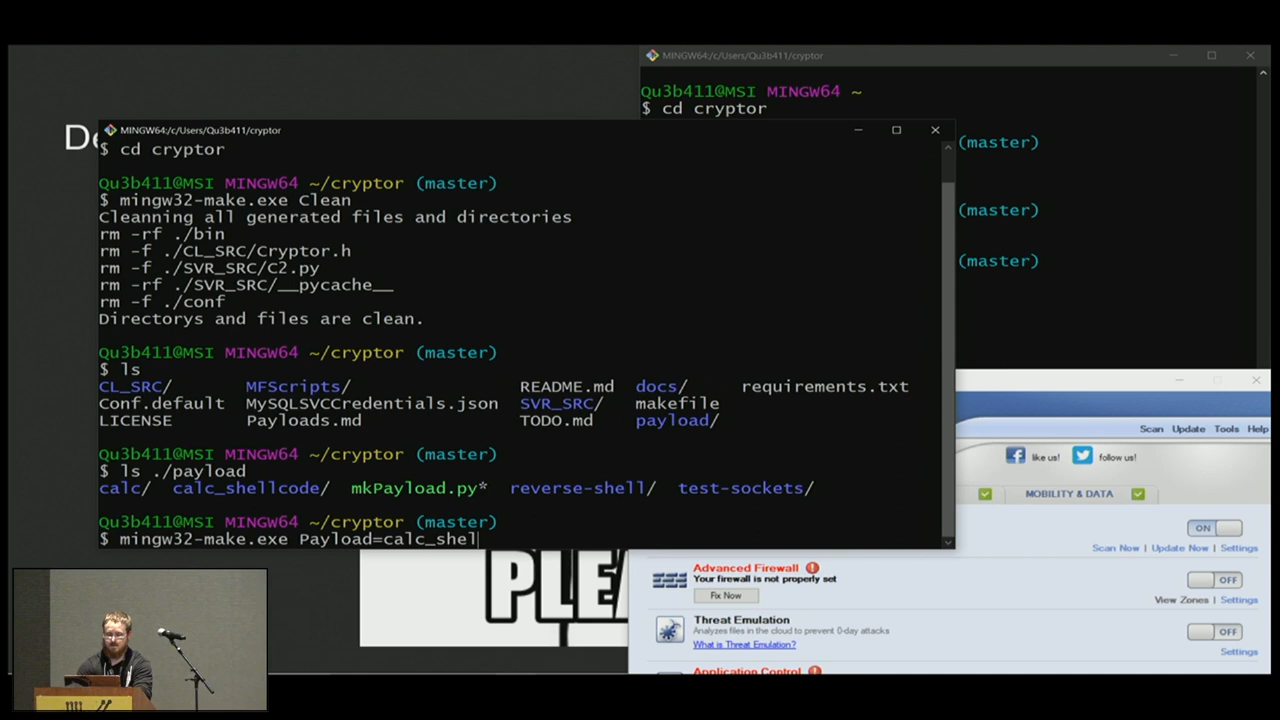 MINGW64:/c/Users/Qu3b411/cryptor
Qu3b411@MSI MINGW64 ~
$ cd cryptor
(master)
(master)
(master)
De
MINGW64:/c/Users/Qu3b411/cryptor
$ cd cryptor
Qu3b411@MSI MINGW64 ~/cryptor (master)
$ mingw32-make.exe Clean
Cleanning all generated files and directories
rm -rf ./bin
rm -f ./CL_SRC/Cryptor.h
rm -f ./SVR_SRC/C2.py
rm -rf ./SVR_SRC/__pycache__
rm -f ./conf
Directorys and files are clean.
Qu3b411@MSI MINGW64 ~/cryptor (master)
$ ls
CL_SRC/ MFScripts/ README.md docs/ requirements.txt
Conf.default MySQLSVCCredentials.json SVR_SRC/ makefile
LICENSE Payloads.md TODO.md payload/
Qu3b411@MSI MINGW64 ~/cryptor (master)
$ ls ./payload
calc/ calc_shellcode/ mkPayload.py* reverse-shell/ test-sockets/
Qu3b411@MSI MINGW64 ~/cryptor (master)
$ mingw32-make.exe Payload=calc_shel
PLEA
Scan Update Tools Help
like us! follow us!
MOBILITY & DATA
ON
Scan Now | Update Now | Settings
Advanced Firewall
Your firewall is not properly set
Fix Now
OFF
View Zones | Settings
Threat Emulation
Analyzes files in the cloud to prevent 0-day attacks
What is Threat Emulation?
OFF
Settings
Application Control